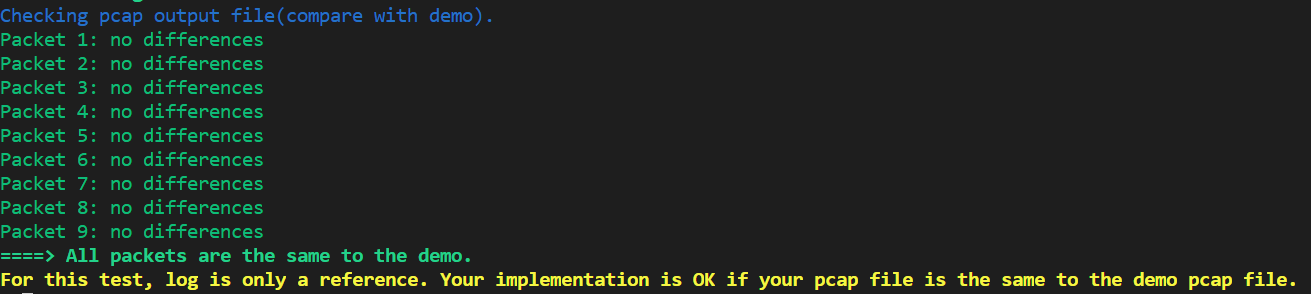 Checking pcap output file(compare with demo).
Packet 1: no differences
Packet 2: no differences
Packet 3: no differences
Packet 4: no differences
Packet 5: no differences
Packet 6: no differences
Packet 7: no differences
Packet 8: no differences
Packet 9: no differences
====> All packets are the same to the demo.
For this test, log is only a reference. Your implementation is OK if your pcap file is the same to the demo pcap file.